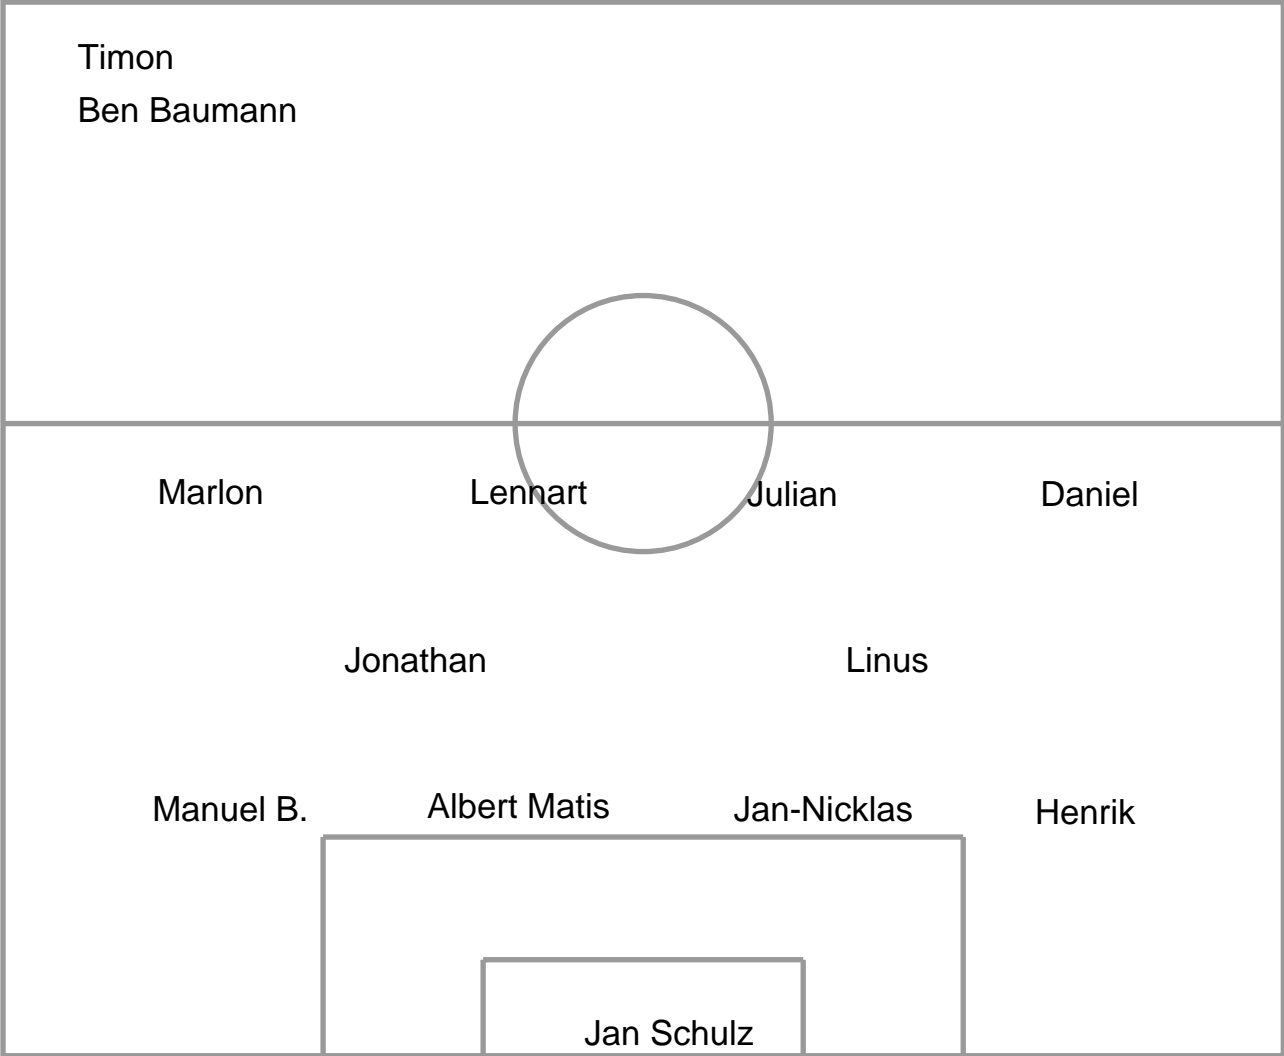 Timon
Ben Baumann
Marlon Lennart Julian Daniel
Jonathan Linus
Manuel B. Albert Matis Jan-Nicklas Henrik
Jan Schulz